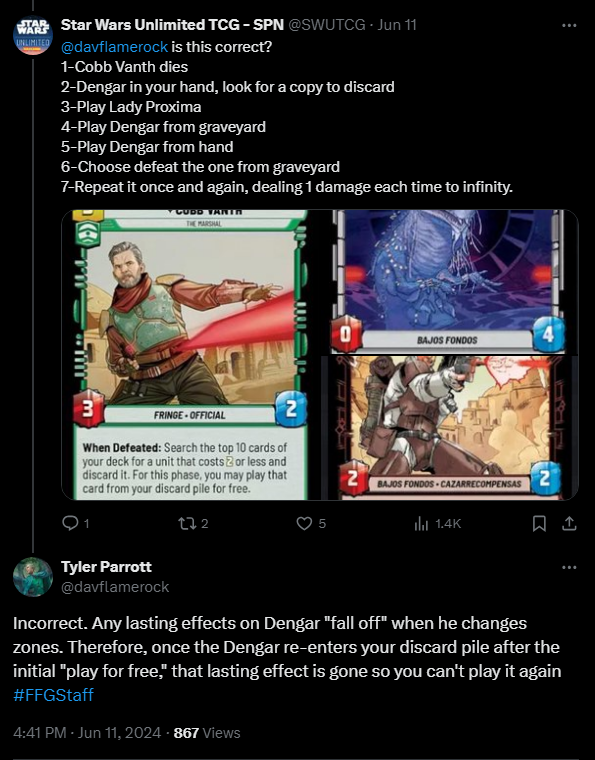 STAR WARS UNLIMITED
Star Wars Unlimited TCG - SPN @SWUTCG · Jun 11
@davflamerock is this correct?
1-Cobb Vanth dies
2-Dengar in your hand, look for a copy to discard
3-Play Lady Proxima
4-Play Dengar from graveyard
5-Play Dengar from hand
6-Choose defeat the one from graveyard
7-Repeat it once and again, dealing 1 damage each time to infinity.
COBB VANTH
THE MARSHAL
3
FRINGE • OFFICIAL
2
When Defeated: Search the top 10 cards of
your deck for a unit that costs 2 or less and
discard it. For this phase, you may play that
card from your discard pile for free.
0
BAJOS FONDOS
4
2
BAJOS FONDOS • CAZARRECOMPENSAS
2
1
2
5
1.4K
Tyler Parrott
@davflamerock
Incorrect. Any lasting effects on Dengar "fall off" when he changes
zones. Therefore, once the Dengar re-enters your discard pile after the
initial "play for free," that lasting effect is gone so you can't play it again
#FFGStaff
4:41 PM · Jun 11, 2024 · 867 Views